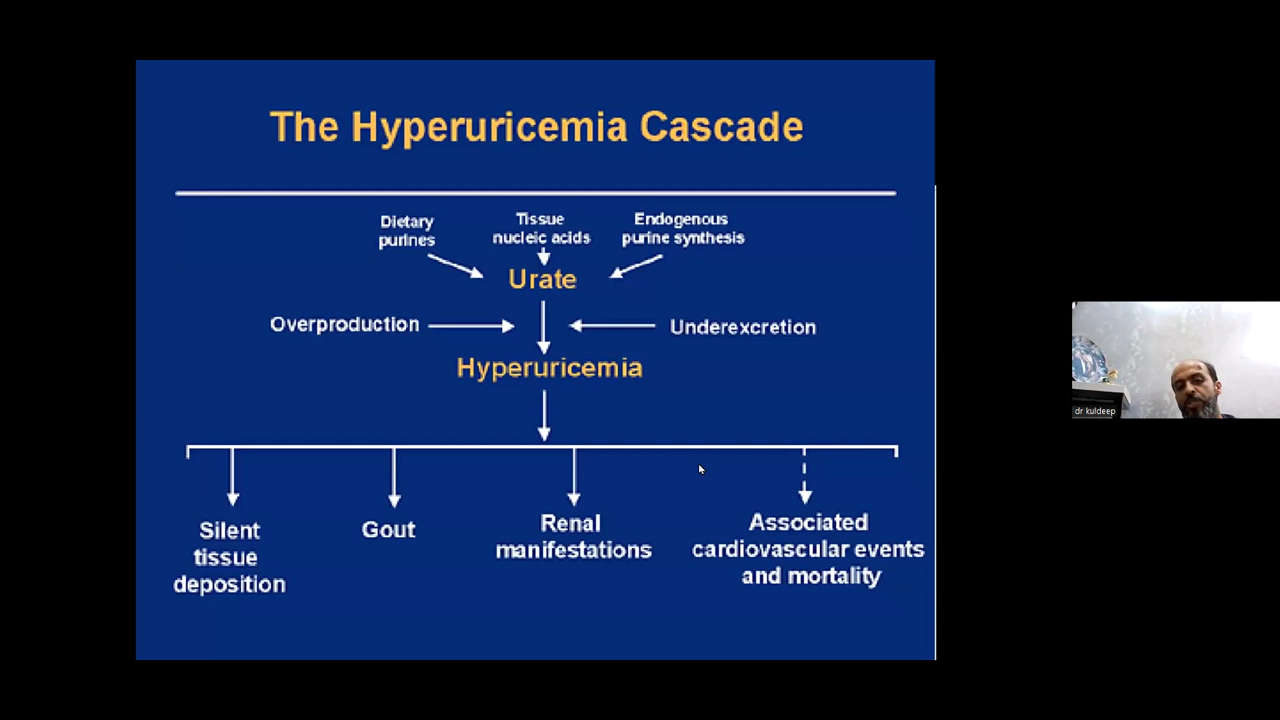 The Hyperuricemia Cascade
Dietary
purines
Tissue
nucleic acids
Endogenous
purine synthesis
Urate
Overproduction
Underexcretion
Hyperuricemia
Silent
tissue
deposition
Gout
Renal
manifestations
Associated
cardiovascular events
and mortality
dr kuldeep